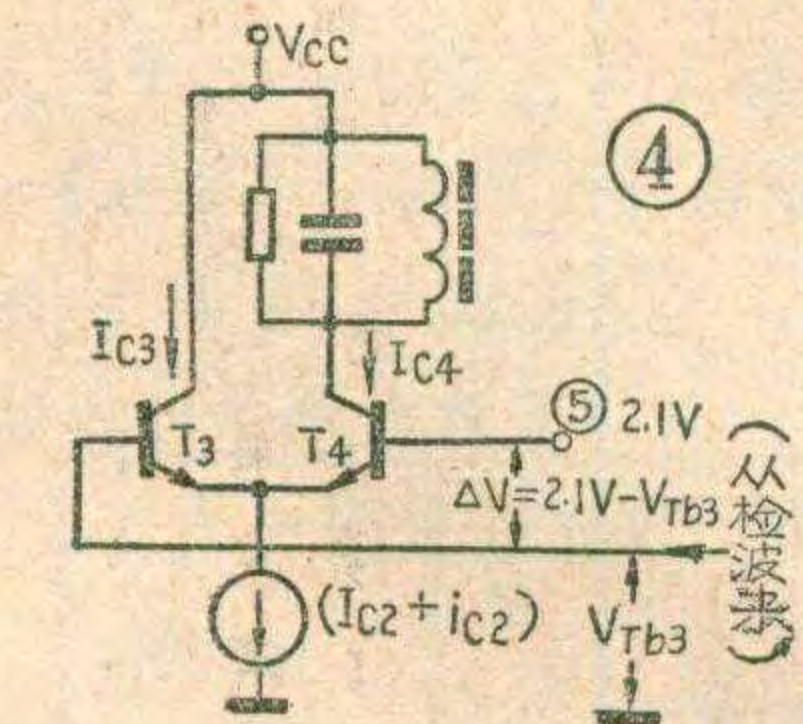 VCC
④
IC3
IC4
⑤ 2.1V
T3
T4
ΔV=2.1V-VTb3
(IC2+iC2)
VTb3
(从检波来)